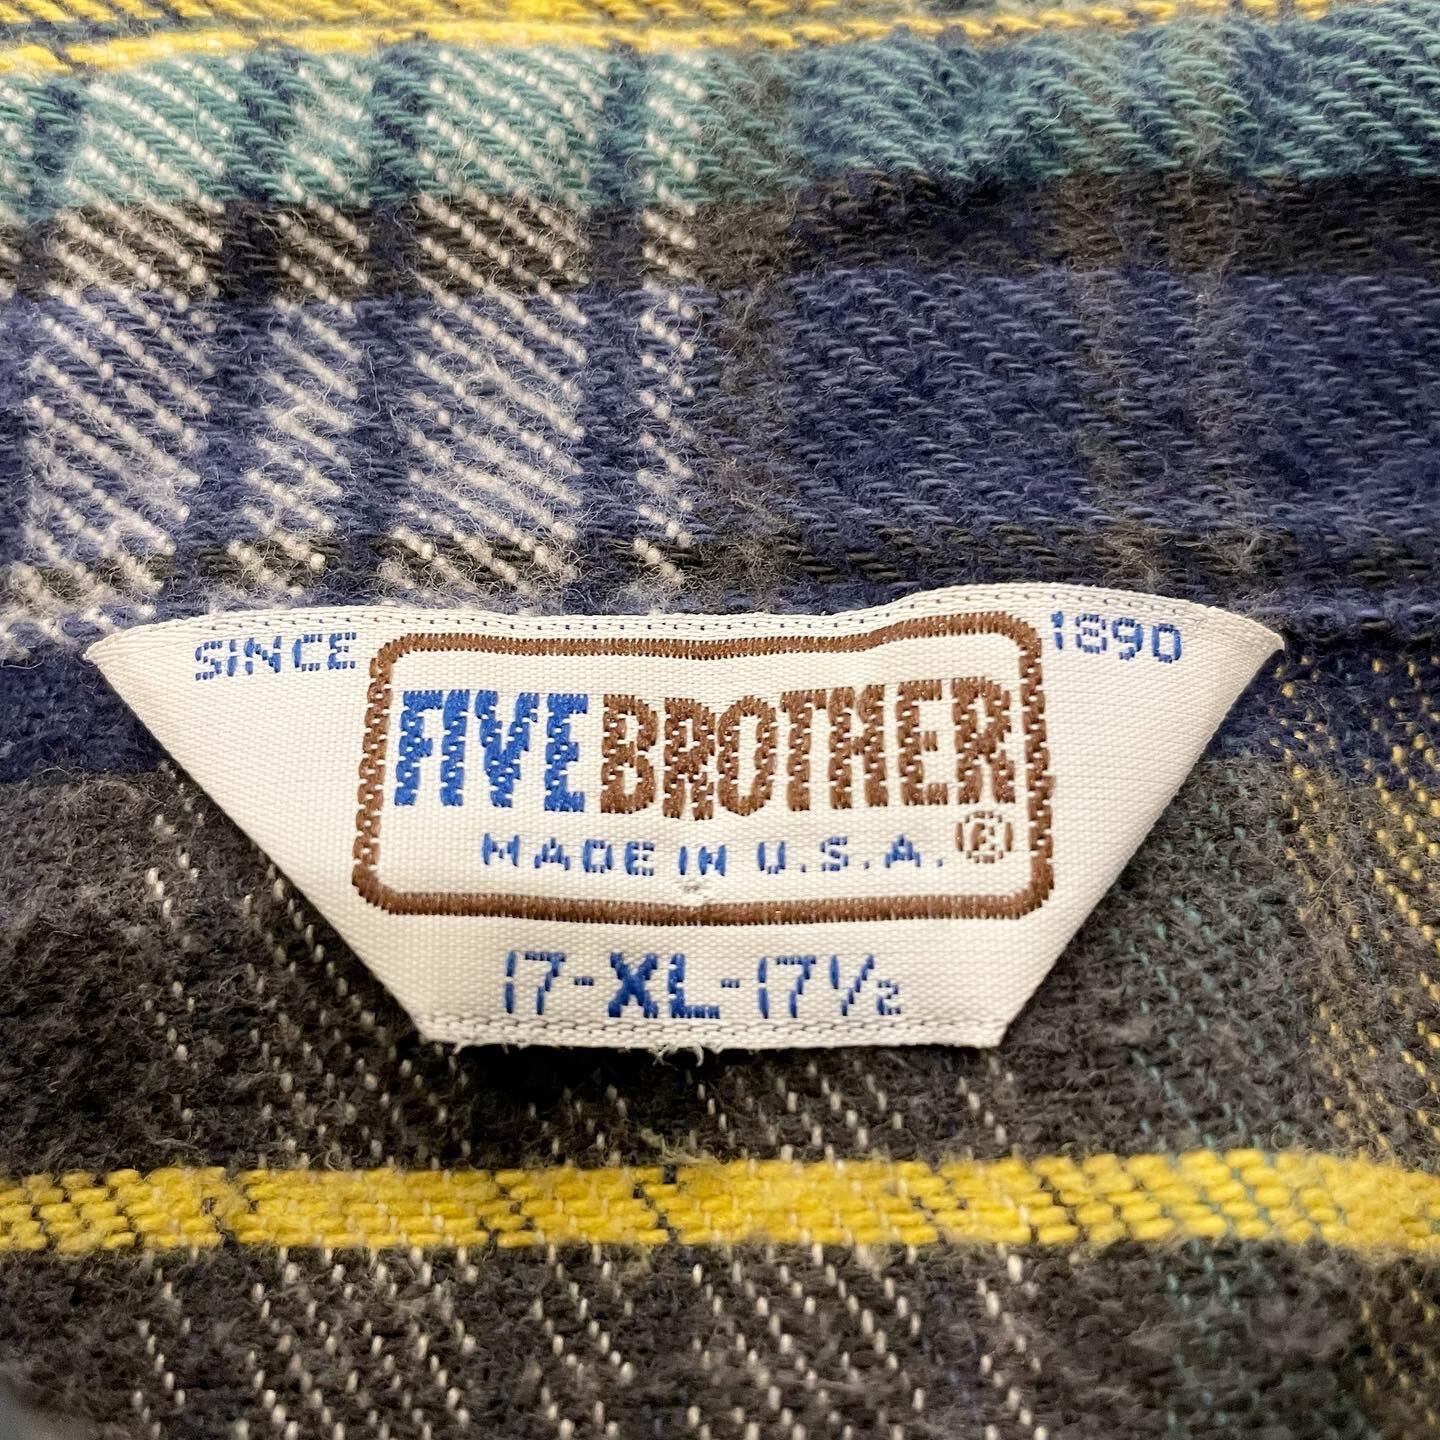 SINCE 1890
FIVE BROTHER
MADE IN U.S.A. ®
17-XL-17½